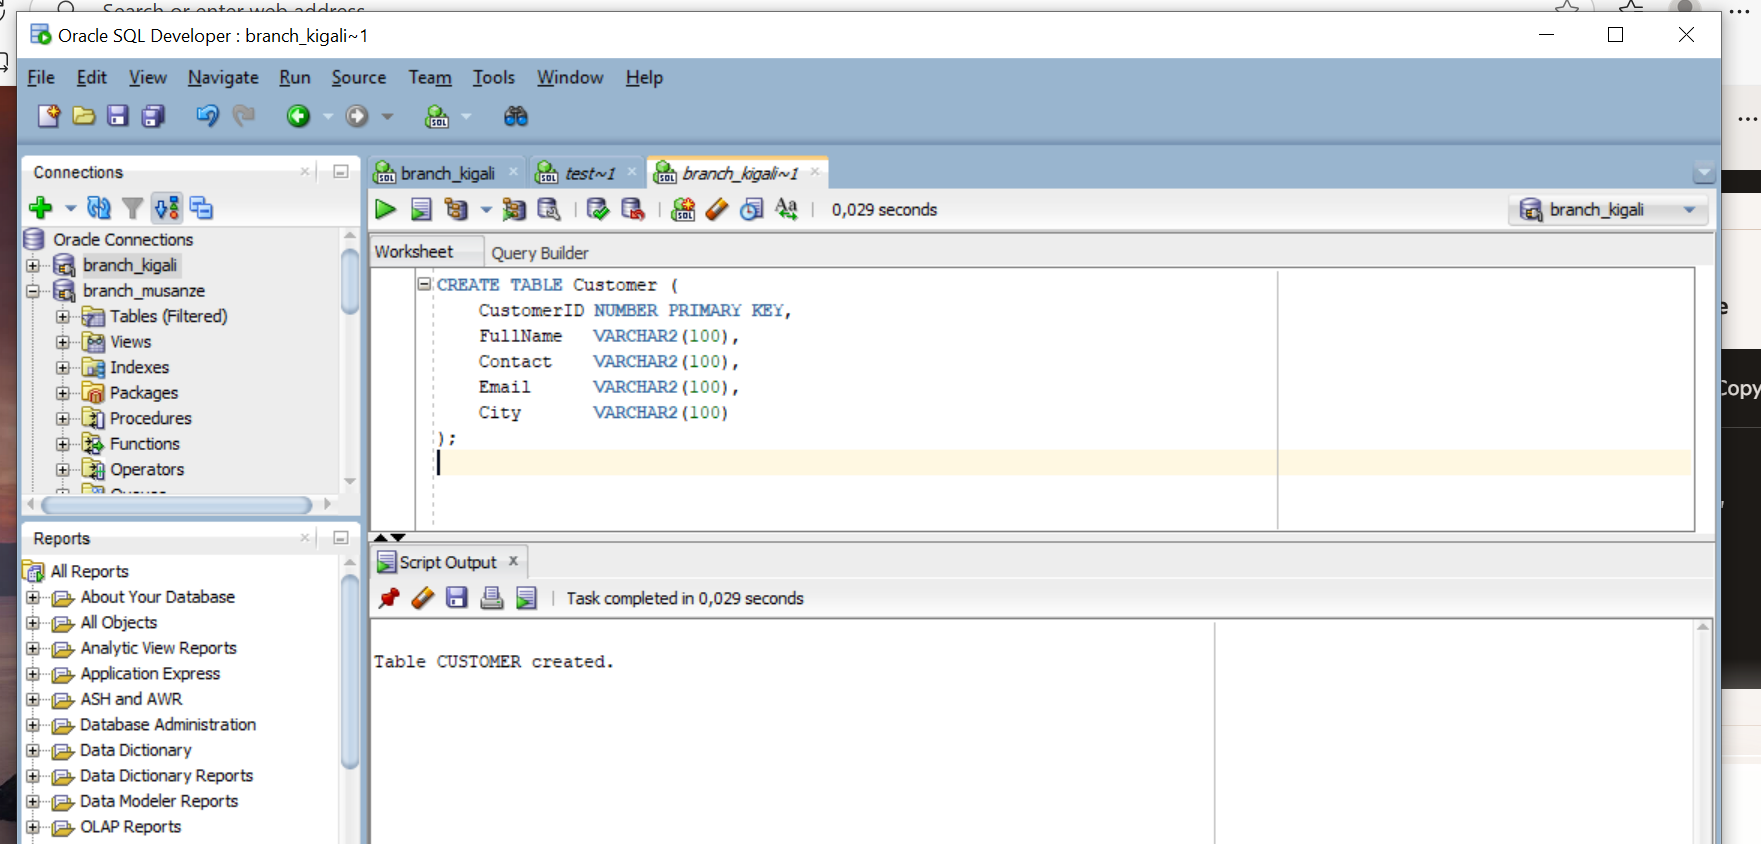 Search or enter web address
Oracle SQL Developer : branch_kigali~1
File Edit View Navigate Run Source Team Tools Window Help
Connections
branch_kigali
test~1
branch_kigali~1
0,029 seconds
branch_kigali
Oracle Connections
branch_kigali
branch_musanze
Tables (Filtered)
Views
Indexes
Packages
Procedures
Functions
Operators
Queues
Worksheet
Query Builder
CREATE TABLE Customer (
CustomerID NUMBER PRIMARY KEY,
FullName VARCHAR2(100),
Contact VARCHAR2(100),
Email VARCHAR2(100),
City VARCHAR2(100)
);
Reports
All Reports
About Your Database
All Objects
Analytic View Reports
Application Express
ASH and AWR
Database Administration
Data Dictionary
Data Dictionary Reports
Data Modeler Reports
OLAP Reports
Script Output
Task completed in 0,029 seconds
Table CUSTOMER created.
e
Copy